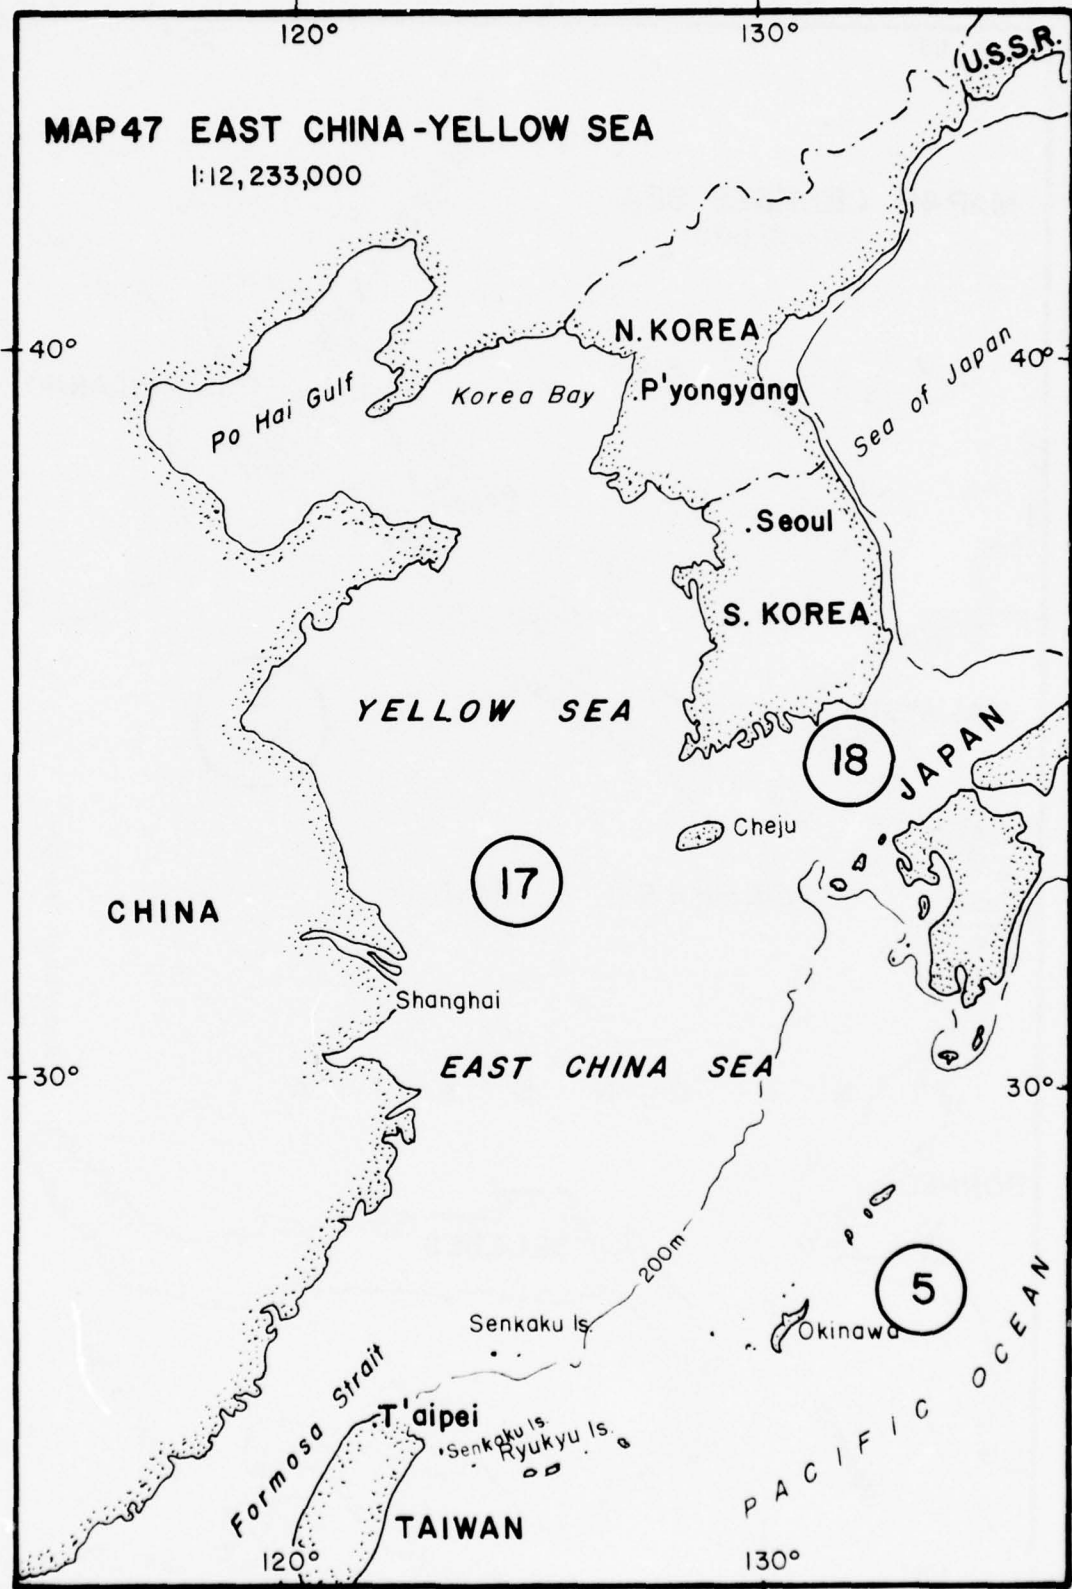 120°
130°
U.S.S.R.
MAP 47 EAST CHINA - YELLOW SEA
1:12,233,000
N. KOREA
40°
40°
Po Hai Gulf
Korea Bay
P'yongyang
Sea of Japan
Seoul
S. KOREA
YELLOW SEA
18
JAPAN
Cheju
17
CHINA
Shanghai
EAST CHINA SEA
30°
30°
200m
5
Senkaku Is.
Okinawa
Formosa Strait
T'aipei
Senkaku Is.
Ryukyu Is.
PACIFIC OCEAN
TAIWAN
120°
130°